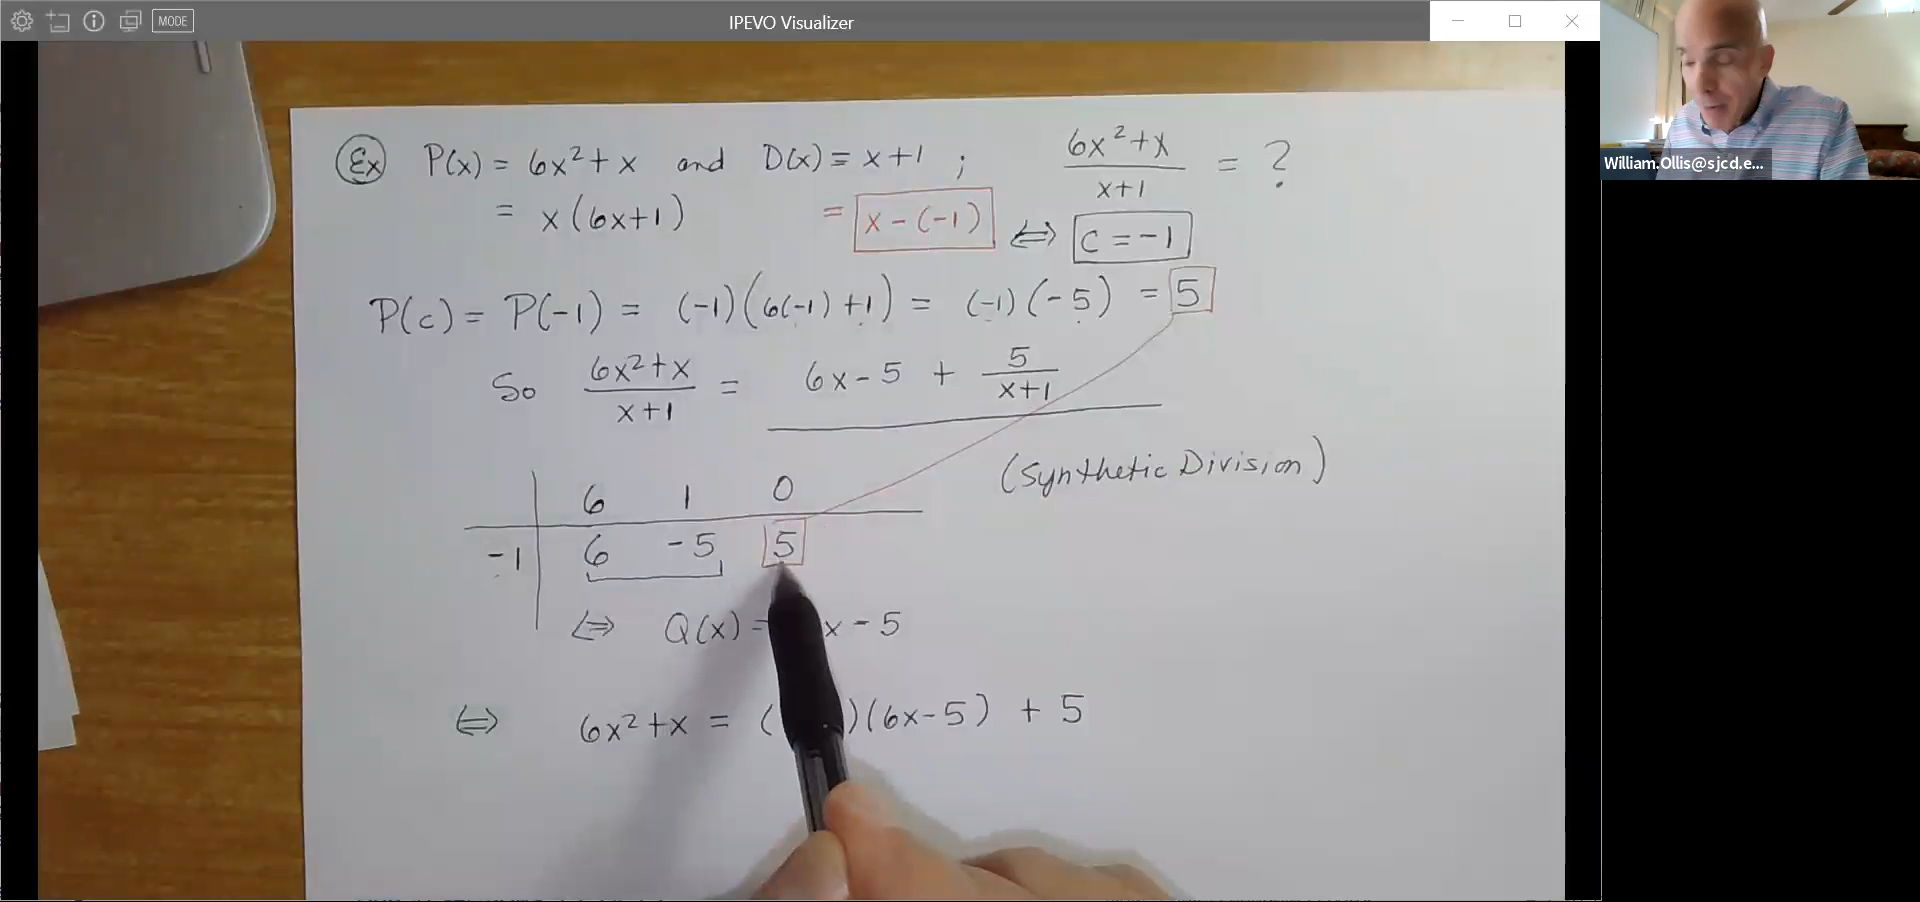 MODE
IPEVO Visualizer
William.Ollis@sjcd.e...
Ex P(x) = 6x² + x and D(x) = x+1 ; (6x²+x)/(x+1) = ?
= x(6x+1) = x - (-1) ⇔ c = -1
P(c) = P(-1) = (-1)(6(-1)+1) = (-1)(-5) = 5
So (6x²+x)/(x+1) = 6x - 5 + 5/(x+1)
(Synthetic Division)
6 1 0
-1 6 -5 5
⇔ Q(x) = x - 5
⇔ 6x²+x = ( )(6x-5) + 5